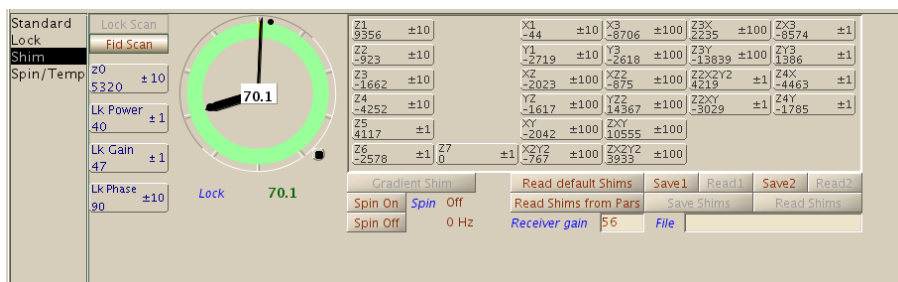 Standard
Lock
Shim
Spin/Temp
Lock Scan
Fid Scan
z0
5320 ±10
Lk Power
40 ±1
Lk Gain
47 ±1
Lk Phase
90 ±10
70.1
Lock 70.1
Z1 X1 X3 Z3X ZX3
9356 ±10 -44 ±10 -8706 ±100 2235 ±100 -8574 ±1
Z2 Y1 Y3 Z3Y ZY3
-923 ±10 -2719 ±10 -2618 ±100 -13839 ±100 1386 ±1
Z3 XZ XZ2 Z2X2Y2 Z4X
-1662 ±10 -2023 ±100 -875 ±100 4219 ±1 -4463 ±1
Z4 YZ YZ2 Z2XY Z4Y
-4252 ±10 -1617 ±100 14367 ±100 -3029 ±1 -1785 ±1
Z5 XY ZXY
4117 ±1 -2042 ±100 10555 ±100
Z6 Z7 X2Y2 ZX2Y2
-2578 ±1 0 ±1 -767 ±100 3933 ±100
Gradient Shim Read default Shims Save1 Read1 Save2 Read2
Spin On Spin Off Read Shims from Pars Save Shims Read Shims
Spin Off 0 Hz Receiver gain 56 File